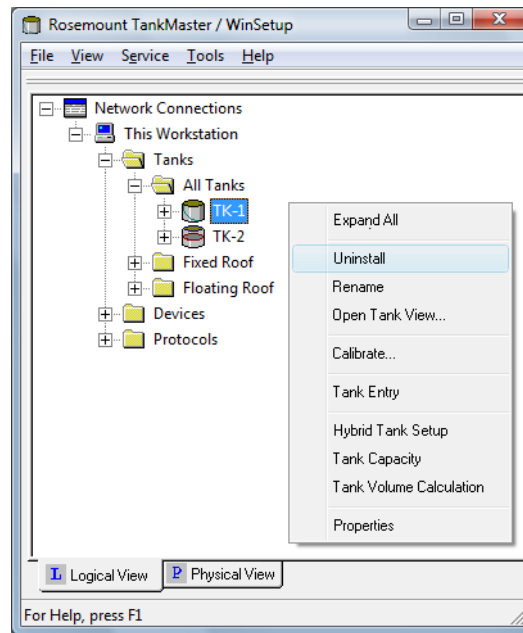 Rosemount TankMaster / WinSetup
File View Service Tools Help
Network Connections
This Workstation
Tanks
All Tanks
TK-1
TK-2
Fixed Roof
Floating Roof
Devices
Protocols
Expand All
Uninstall
Rename
Open Tank View...
Calibrate...
Tank Entry
Hybrid Tank Setup
Tank Capacity
Tank Volume Calculation
Properties
L Logical View P Physical View
For Help, press F1